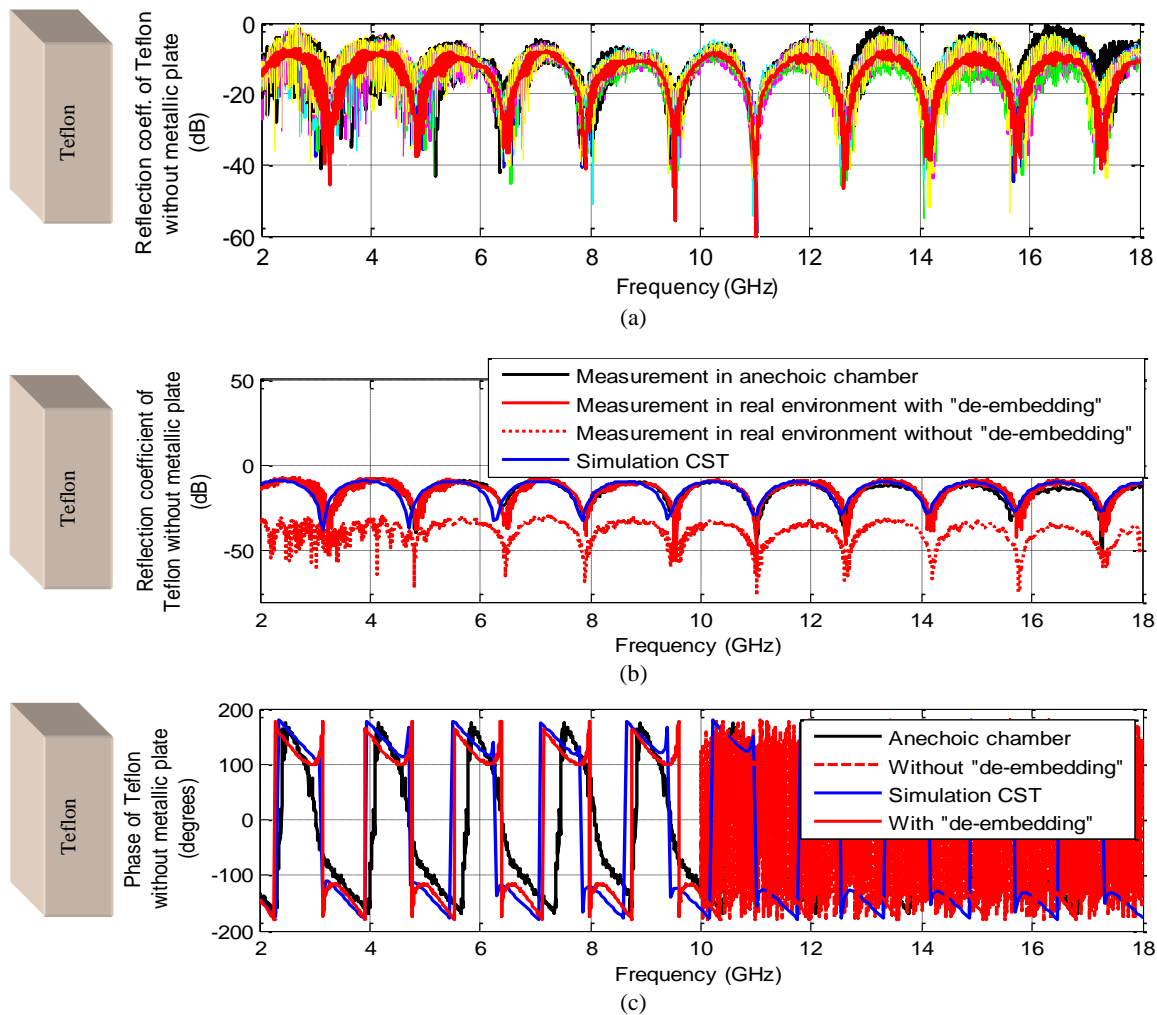 Teflon
Reflection coeff. of Teflon
without metallic plate
(dB)
0
-20
-40
-60
2 4 6 8 10 12 14 16 18
Frequency (GHz)
(a)
Teflon
Reflection coefficient of
Teflon without metallic plate
(dB)
50
0
-50
Measurement in anechoic chamber
Measurement in real environment with "de-embedding"
Measurement in real environment without "de-embedding"
Simulation CST
2 4 6 8 10 12 14 16 18
Frequency (GHz)
(b)
Teflon
Phase of Teflon
without metallic plate
(degrees)
200
100
0
-100
-200
Anechoic chamber
Without "de-embedding"
Simulation CST
With "de-embedding"
2 4 6 8 10 12 14 16 18
Frequency (GHz)
(c)